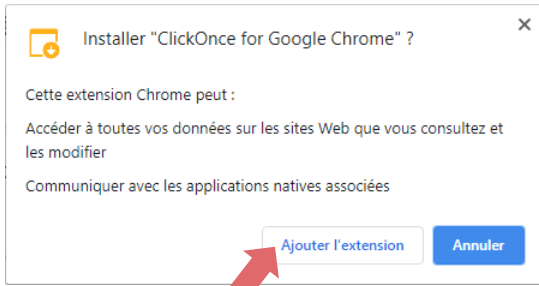 Installer "ClickOnce for Google Chrome" ?
Cette extension Chrome peut :
Accéder à toutes vos données sur les sites Web que vous consultez et
les modifier
Communiquer avec les applications natives associées
Ajouter l'extension
Annuler